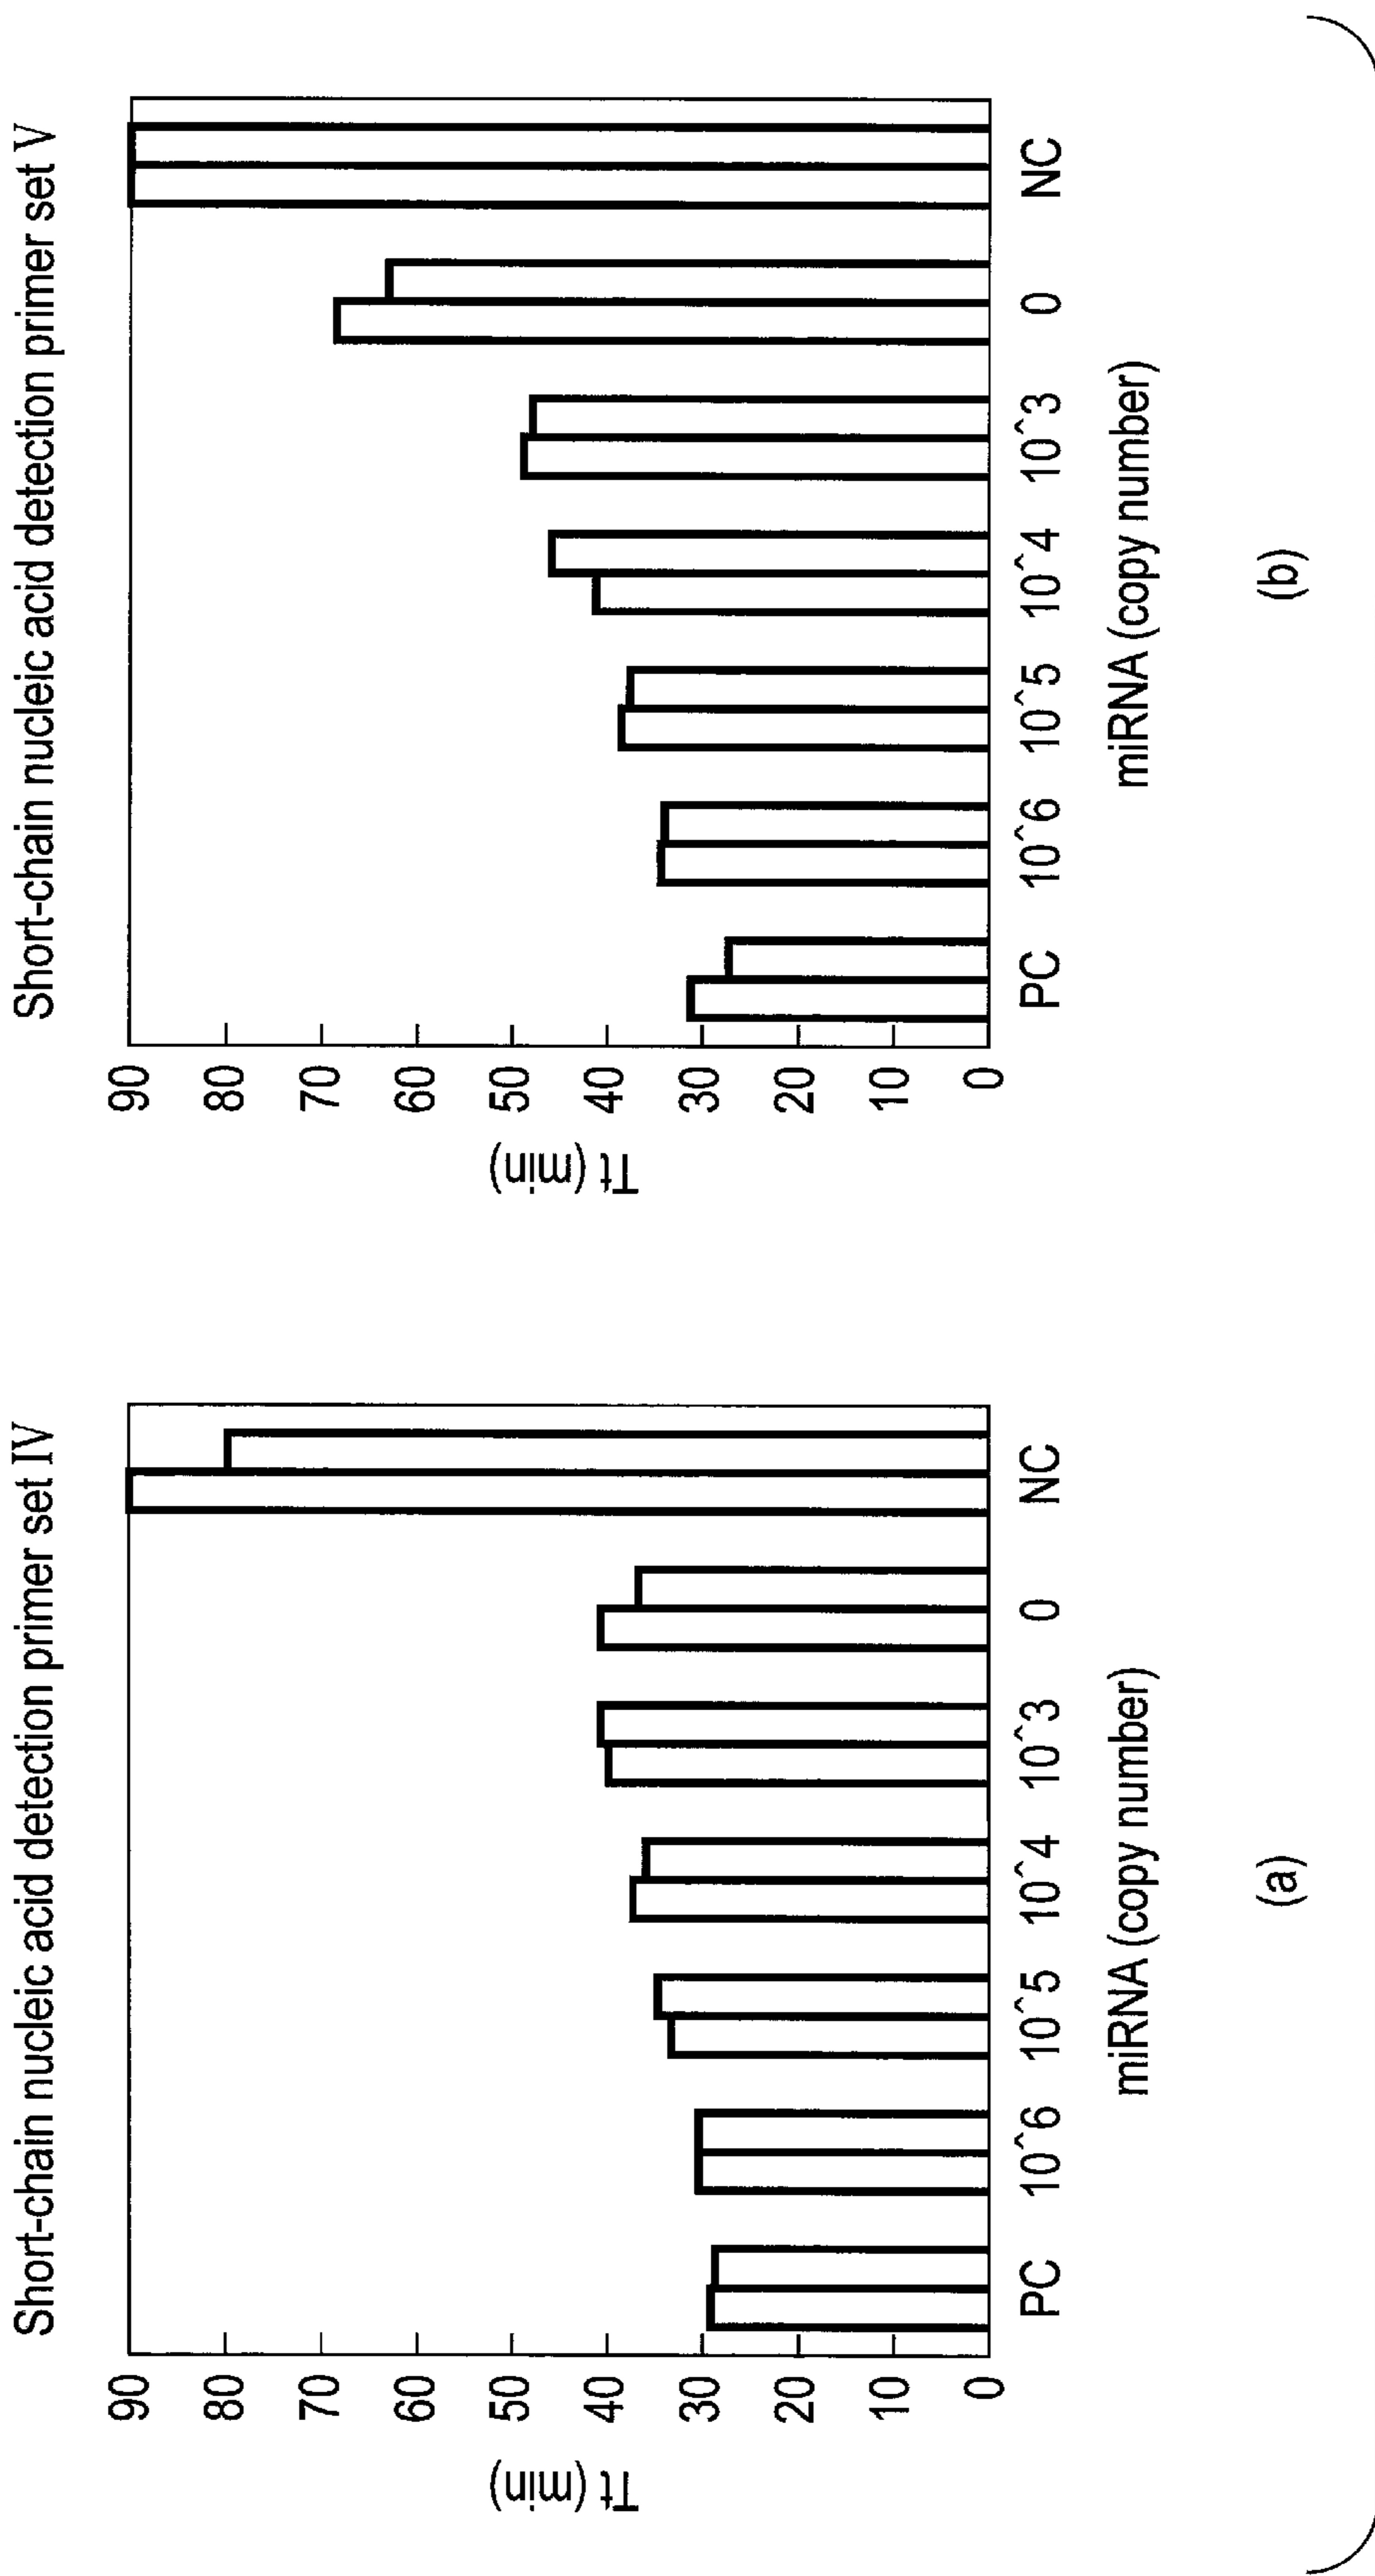 Short-chain nucleic acid detection primer set IV
90
80
70
60
50
40
30
20
10
0
Tt (min)
PC 10^6 10^5 10^4 10^3 0 NC
miRNA (copy number)
(a)
Short-chain nucleic acid detection primer set V
90
80
70
60
50
40
30
20
10
0
Tt (min)
PC 10^6 10^5 10^4 10^3 0 NC
miRNA (copy number)
(b)